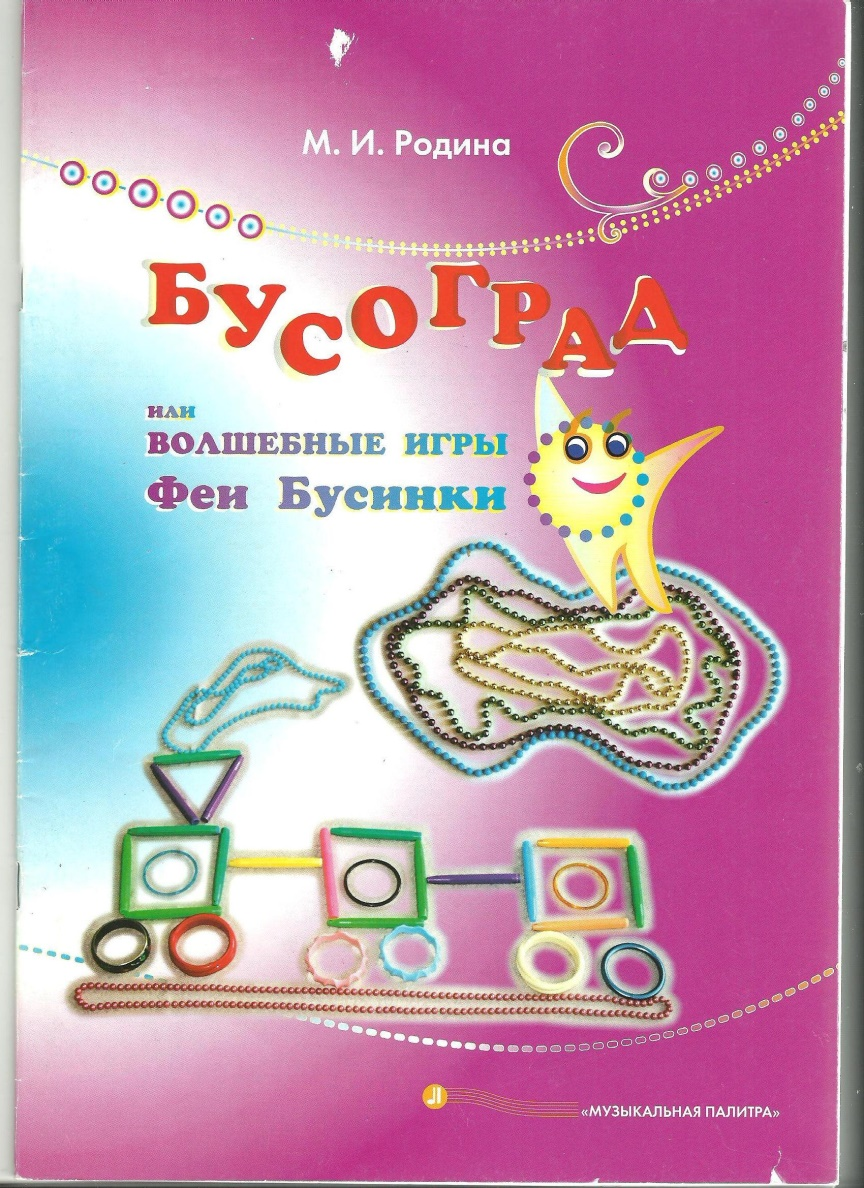 М. И. Родина
БУСОГРАД
или
ВОЛШЕБНЫЕ ИГРЫ
Феи Бусинки
«МУЗЫКАЛЬНАЯ ПАЛИТРА»